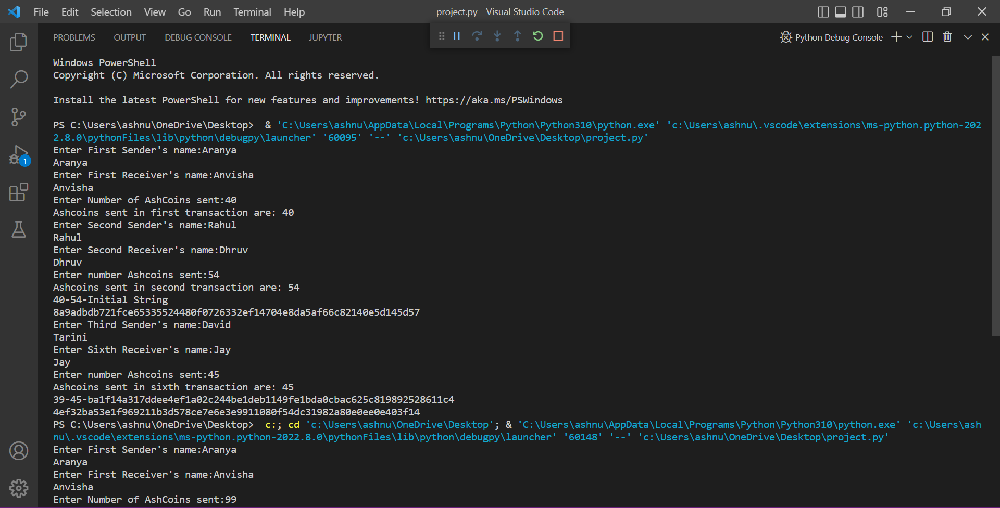 File Edit Selection View Go Run Terminal Help
project.py - Visual Studio Code
PROBLEMS OUTPUT DEBUG CONSOLE TERMINAL JUPYTER
Python Debug Console
Windows PowerShell
Copyright (C) Microsoft Corporation. All rights reserved.
Install the latest PowerShell for new features and improvements! https://aka.ms/PSWindows
PS C:\Users\ashnu\OneDrive\Desktop>  & 'C:\Users\ashnu\AppData\Local\Programs\Python\Python310\python.exe' 'c:\Users\ashnu\.vscode\extensions\ms-python.python-202
2.8.0\pythonFiles\lib\python\debugpy\launcher' '60095' '--' 'c:\Users\ashnu\OneDrive\Desktop\project.py'
Enter First Sender's name:Aranya
Aranya
Enter First Receiver's name:Anvisha
Anvisha
Enter Number of AshCoins sent:40
Ashcoins sent in first transaction are: 40
Enter Second Sender's name:Rahul
Rahul
Enter Second Receiver's name:Dhruv
Dhruv
Enter number Ashcoins sent:54
Ashcoins sent in second transaction are: 54
40-54-Initial String
8a9adbdb721fce65335524480f0726332ef14704e8da5af66c82140e5d145d57
Enter Third Sender's name:David
Tarini
Enter Sixth Receiver's name:Jay
Jay
Enter number Ashcoins sent:45
Ashcoins sent in sixth transaction are: 45
39-45-ba1f14a317ddee4ef1a02c244be1deb1149fe1bda0cbac625c819892528611c4
4ef32ba53e1f969211b3d578ce7e6e3e9911080f54dc31982a80e0ee0e403f14
PS C:\Users\ashnu\OneDrive\Desktop>  c:; cd 'c:\Users\ashnu\OneDrive\Desktop'; & 'C:\Users\ashnu\AppData\Local\Programs\Python\Python310\python.exe' 'c:\Users\ash
nu\.vscode\extensions\ms-python.python-2022.8.0\pythonFiles\lib\python\debugpy\launcher' '60148' '--' 'c:\Users\ashnu\OneDrive\Desktop\project.py'
1
Enter First Sender's name:Aranya
Aranya
Enter First Receiver's name:Anvisha
Anvisha
Enter Number of AshCoins sent:99